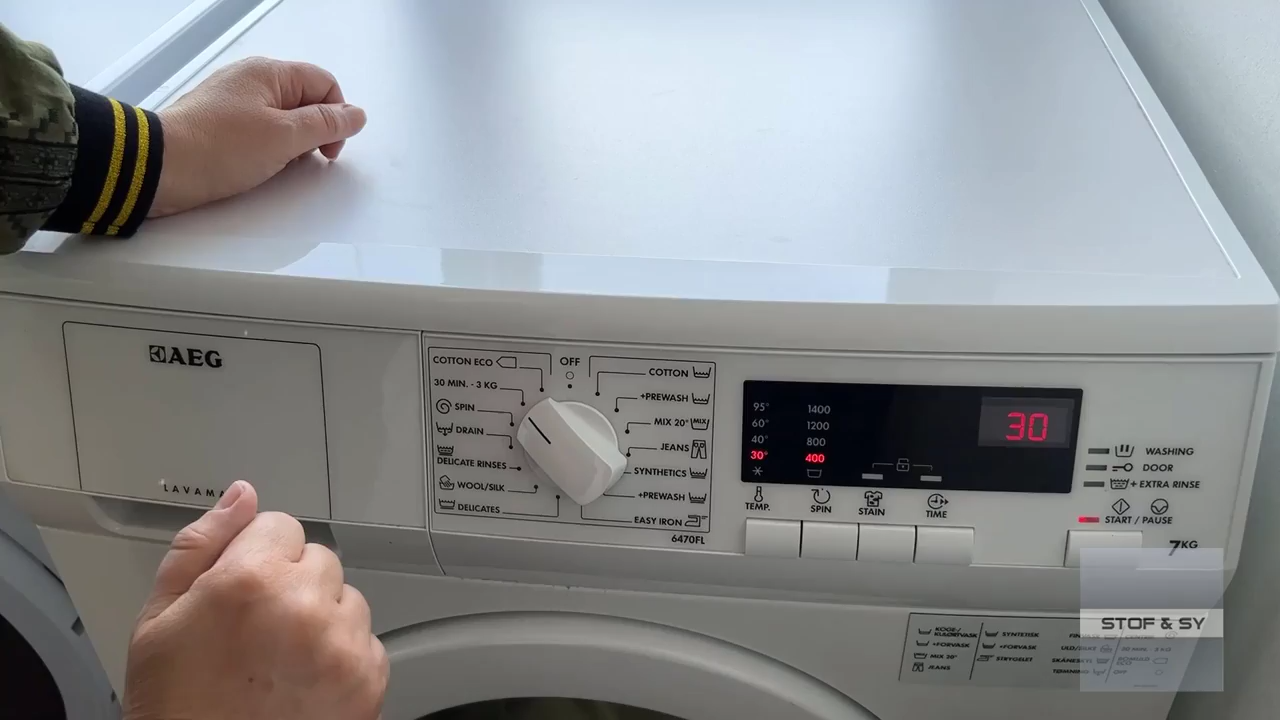 AEG
LAVAMA
COTTON ECO
30 MIN. - 3 KG
SPIN
DRAIN
DELICATE RINSES
WOOL/SILK
DELICATES
OFF
COTTON
+PREWASH
MIX 20° MIX
JEANS
SYNTHETICS
+PREWASH
EASY IRON
6470FL
95° 1400
60° 1200
40° 800
30° 400
30
TEMP. SPIN STAIN TIME
WASHING
DOOR
+ EXTRA RINSE
START / PAUSE
7KG
STOF & SY
KOGE/
KULØRTVASK
+FORVASK
MIX 20°
JEANS
SYNTETISK
+FORVASK
STRYGELET